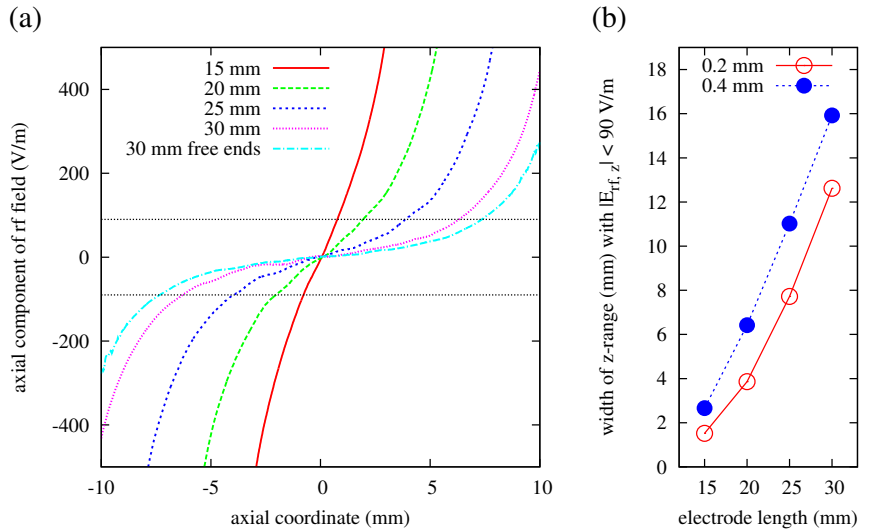 (a)
axial component of rf field (V/m)
400
200
0
-200
-400
-10
-5
0
5
10
axial coordinate (mm)
15 mm
20 mm
25 mm
30 mm
30 mm free ends
(b)
width of z-range (mm) with |E_rf, z| < 90 V/m
18
16
14
12
10
8
6
4
2
0
15
20
25
30
electrode length (mm)
0.2 mm
0.4 mm